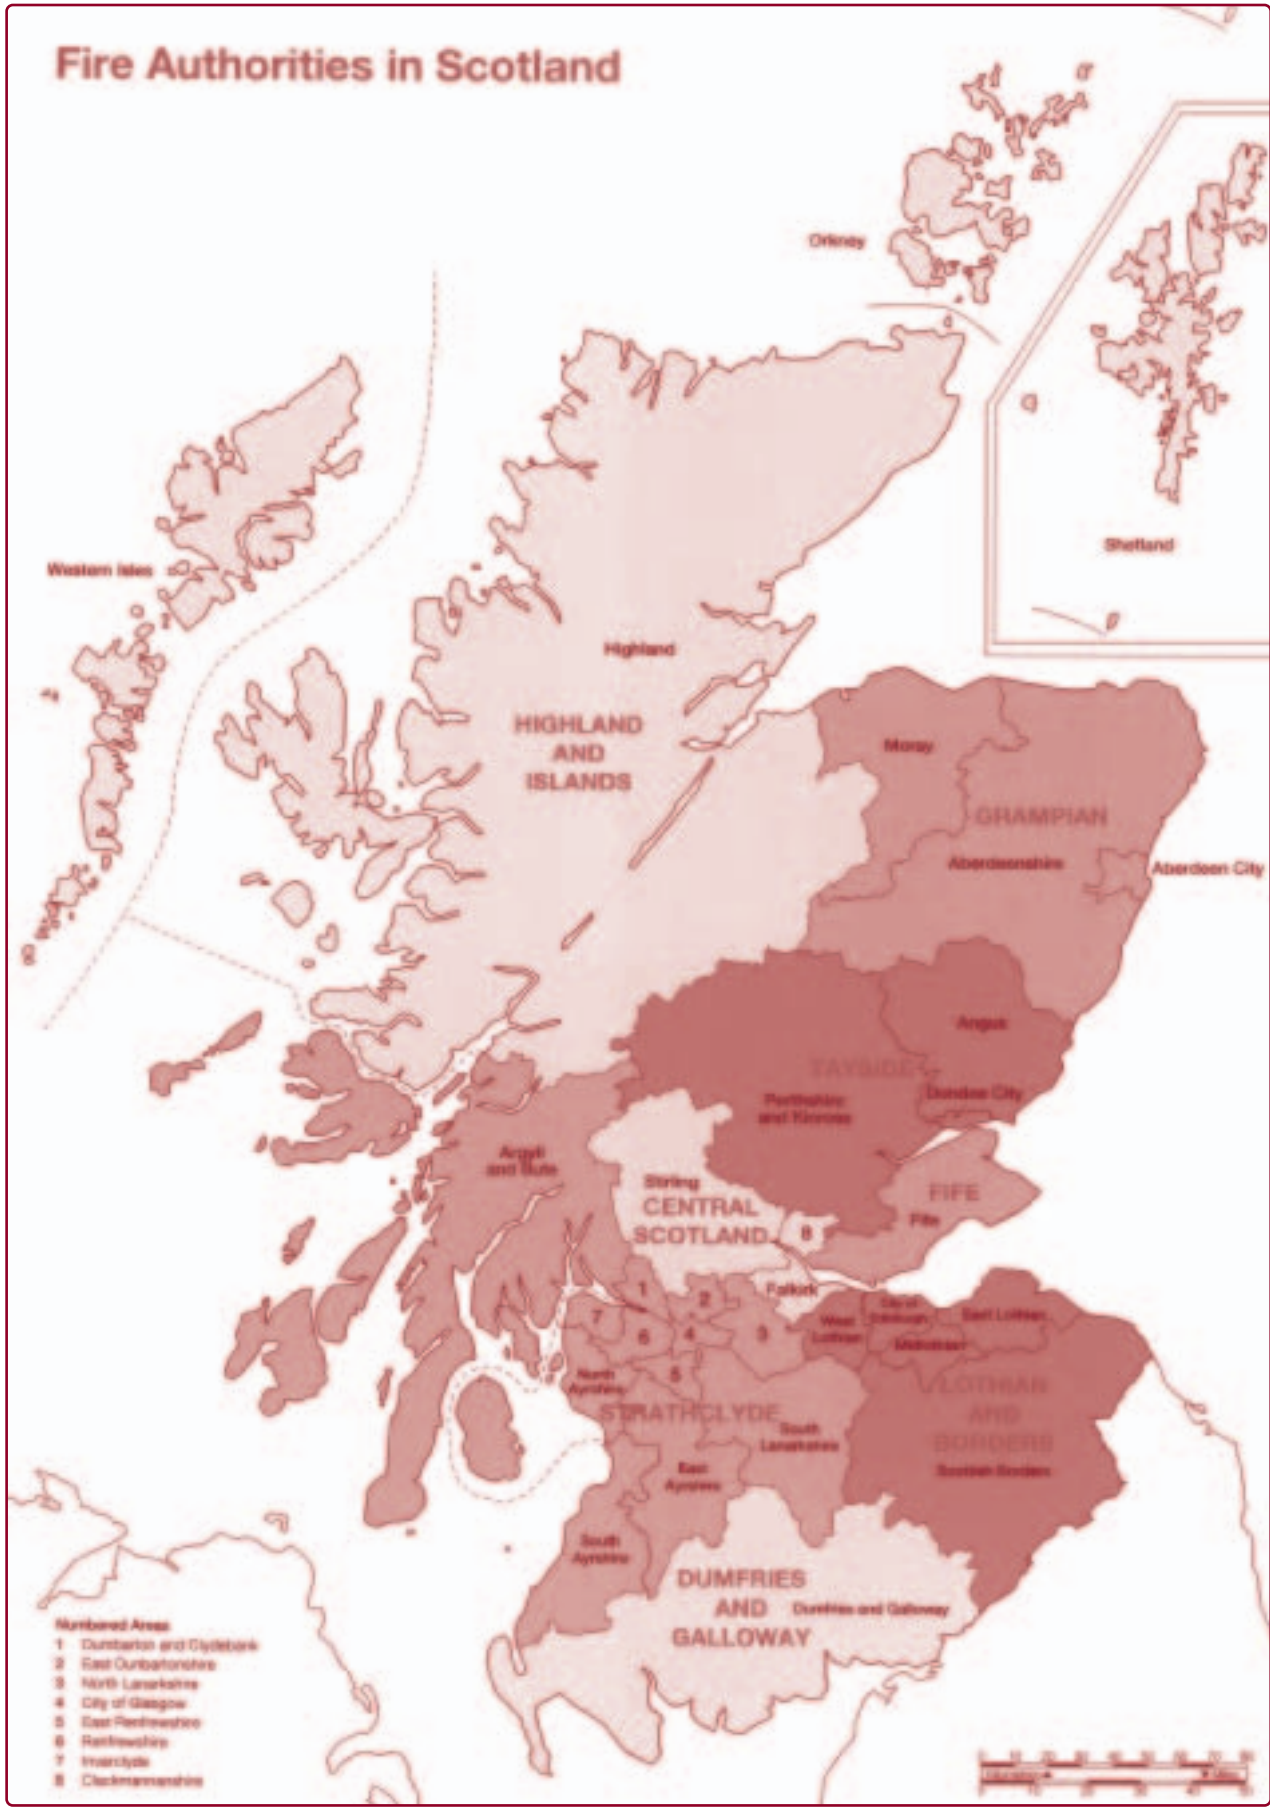 Fire Authorities in Scotland
Orkney
Shetland
Western Isles
Highland
HIGHLAND
AND
ISLANDS
Moray
GRAMPIAN
Aberdeenshire
Aberdeen City
Angus
TAYSIDE
Dundee City
Perthshire
and Kinross
Argyll
and Bute
Stirling
CENTRAL
SCOTLAND
8
FIFE
Fife
Falkirk
1
2
7
6
4
3
5
West
Lothian
City of
Edinburgh
East Lothian
Midlothian
North
Ayrshire
STRATHCLYDE
South
Lanarkshire
LOTHIAN
AND
BORDERS
Scottish Borders
East
Ayrshire
South
Ayrshire
DUMFRIES
AND
GALLOWAY
Dumfries and Galloway
Numbered Areas
1 Dumbarton and Clydebank
2 East Dunbartonshire
3 North Lanarkshire
4 City of Glasgow
5 East Renfrewshire
6 Renfrewshire
7 Inverclyde
8 Clackmannanshire